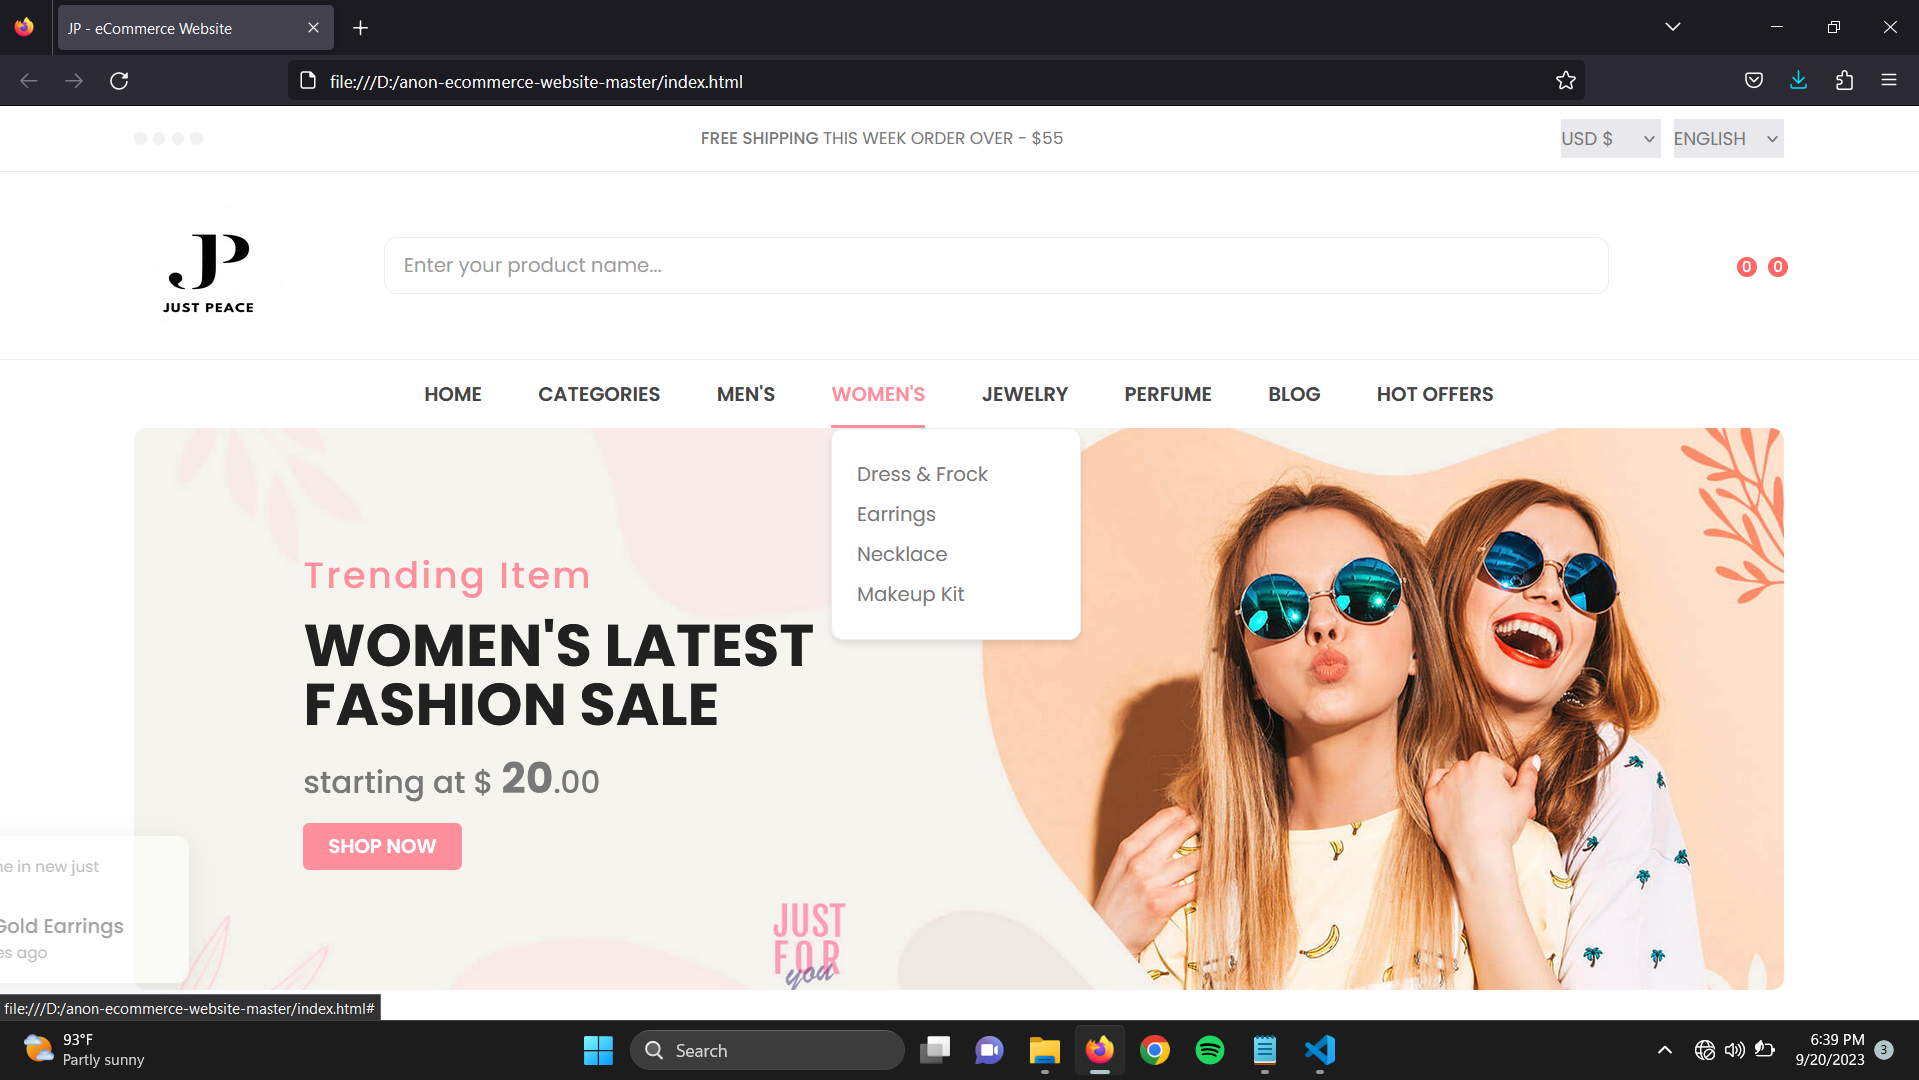 JP - eCommerce Website
file:///D:/anon-ecommerce-website-master/index.html
FREE SHIPPING THIS WEEK ORDER OVER - $55
USD $
ENGLISH
JP
JUST PEACE
Enter your product name...
0 0
HOME CATEGORIES MEN'S WOMEN'S JEWELRY PERFUME BLOG HOT OFFERS
Dress & Frock
Earrings
Necklace
Makeup Kit
Trending Item
WOMEN'S LATEST
FASHION SALE
starting at $ 20.00
SHOP NOW
in new just
Gold Earrings
ago
JUST
FOR
you
file:///D:/anon-ecommerce-website-master/index.html#
93°F
Partly sunny
Search
6:39 PM
9/20/2023
3